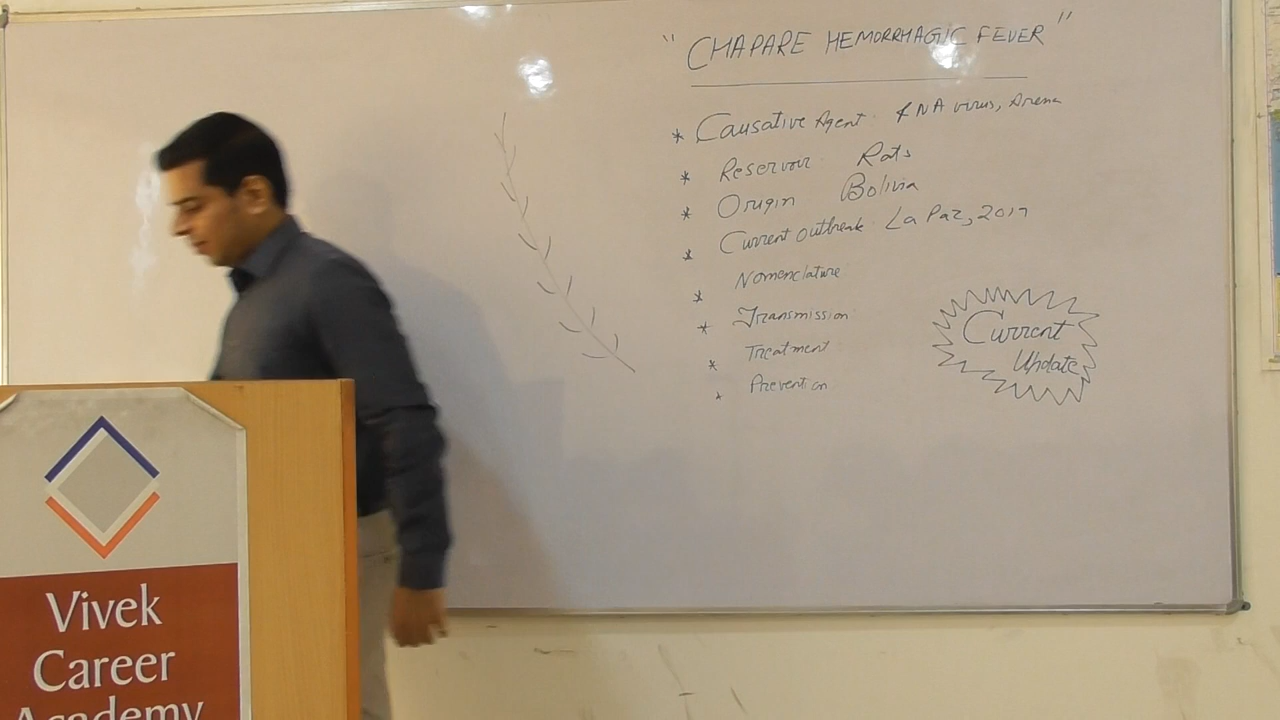 " CHAPARE HEMORRHAGIC FEVER "
* Causative Agent : RNA virus, Arena
* Reservoir Rats
* Origin Bolivia
* Current outbreak : La Paz, 2019
* Nomenclature
* Transmission
* Treatment
* Prevention
Current
Update
Vivek
Career
Academy